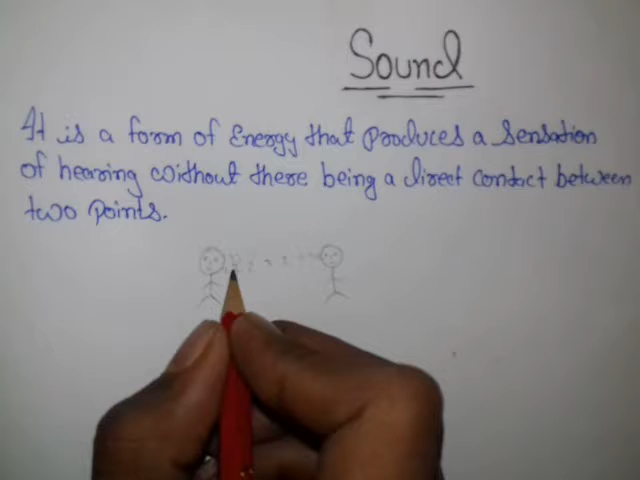 Sound
It is a form of Energy that produces a sensation
of hearing without there being a direct contact between
two points.